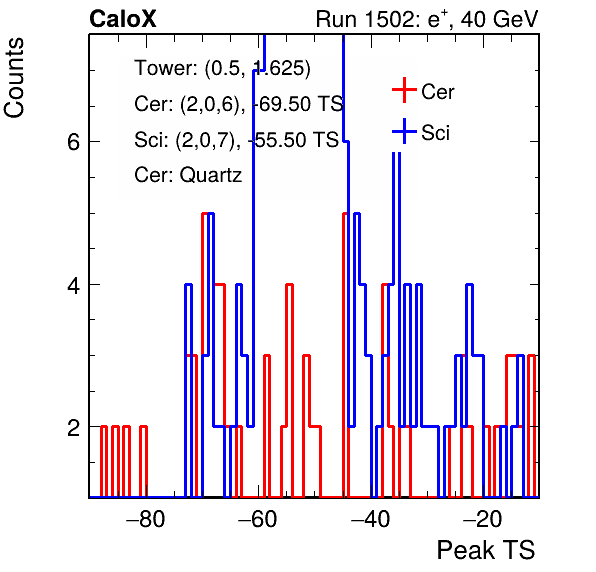 CaloX Run 1502: e⁺, 40 GeV
Counts
Tower: (0.5, 1.625)
Cer: (2,0,6), -69.50 TS
Sci: (2,0,7), -55.50 TS
Cer: Quartz
Cer
Sci
6
4
2
−80 −60 −40 −20
Peak TS